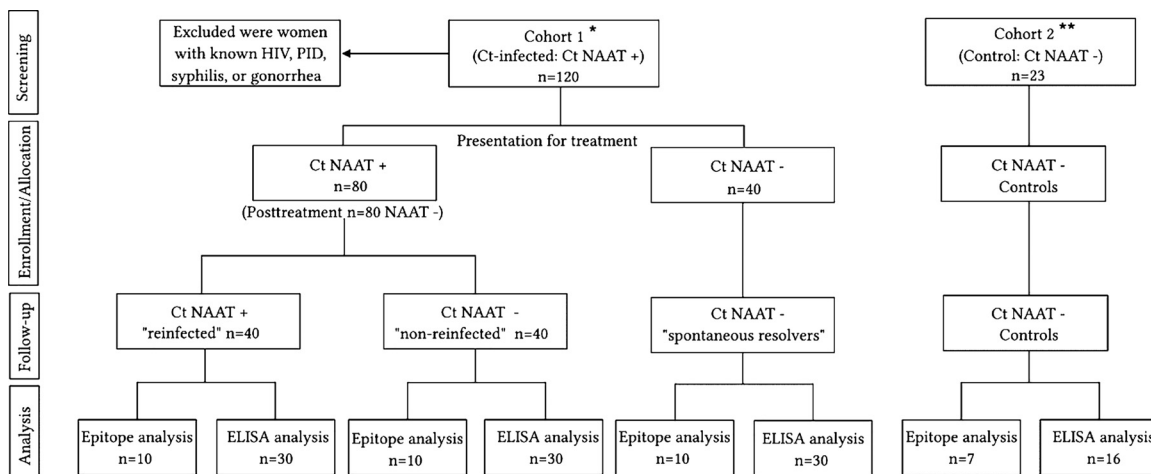 Screening
Excluded were women
with known HIV, PID,
syphilis, or gonorrhea
Cohort 1 *
(Ct-infected: Ct NAAT +)
n=120
Cohort 2 **
(Control: Ct NAAT -)
n=23
Enrollment/Allocation
Presentation for treatment
Ct NAAT +
n=80
(Posttreatment n=80 NAAT -)
Ct NAAT -
n=40
Ct NAAT -
Controls
Follow-up
Ct NAAT +
"reinfected" n=40
Ct NAAT -
"non-reinfected" n=40
Ct NAAT -
"spontaneous resolvers"
Ct NAAT -
Controls
Analysis
Epitope analysis
n=10
ELISA analysis
n=30
Epitope analysis
n=10
ELISA analysis
n=30
Epitope analysis
n=10
ELISA analysis
n=30
Epitope analysis
n=7
ELISA analysis
n=16